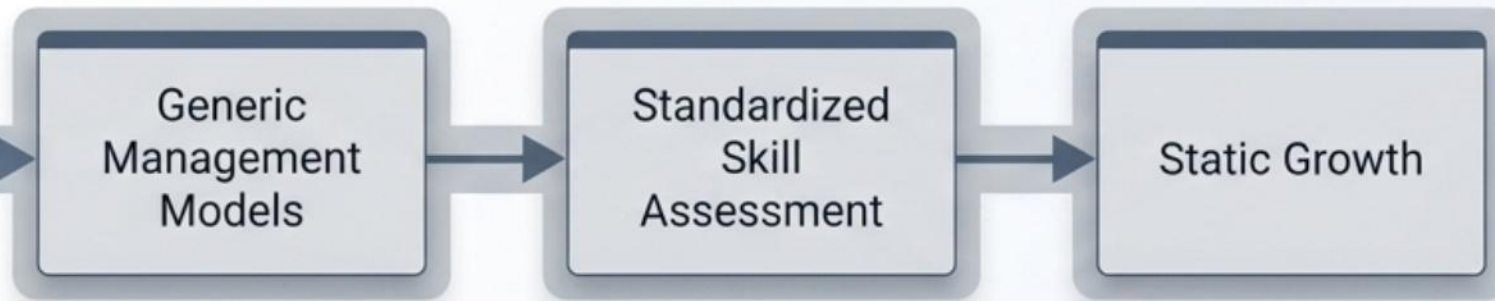 Generic
Management
Models
Standardized
Skill
Assessment
Static Growth